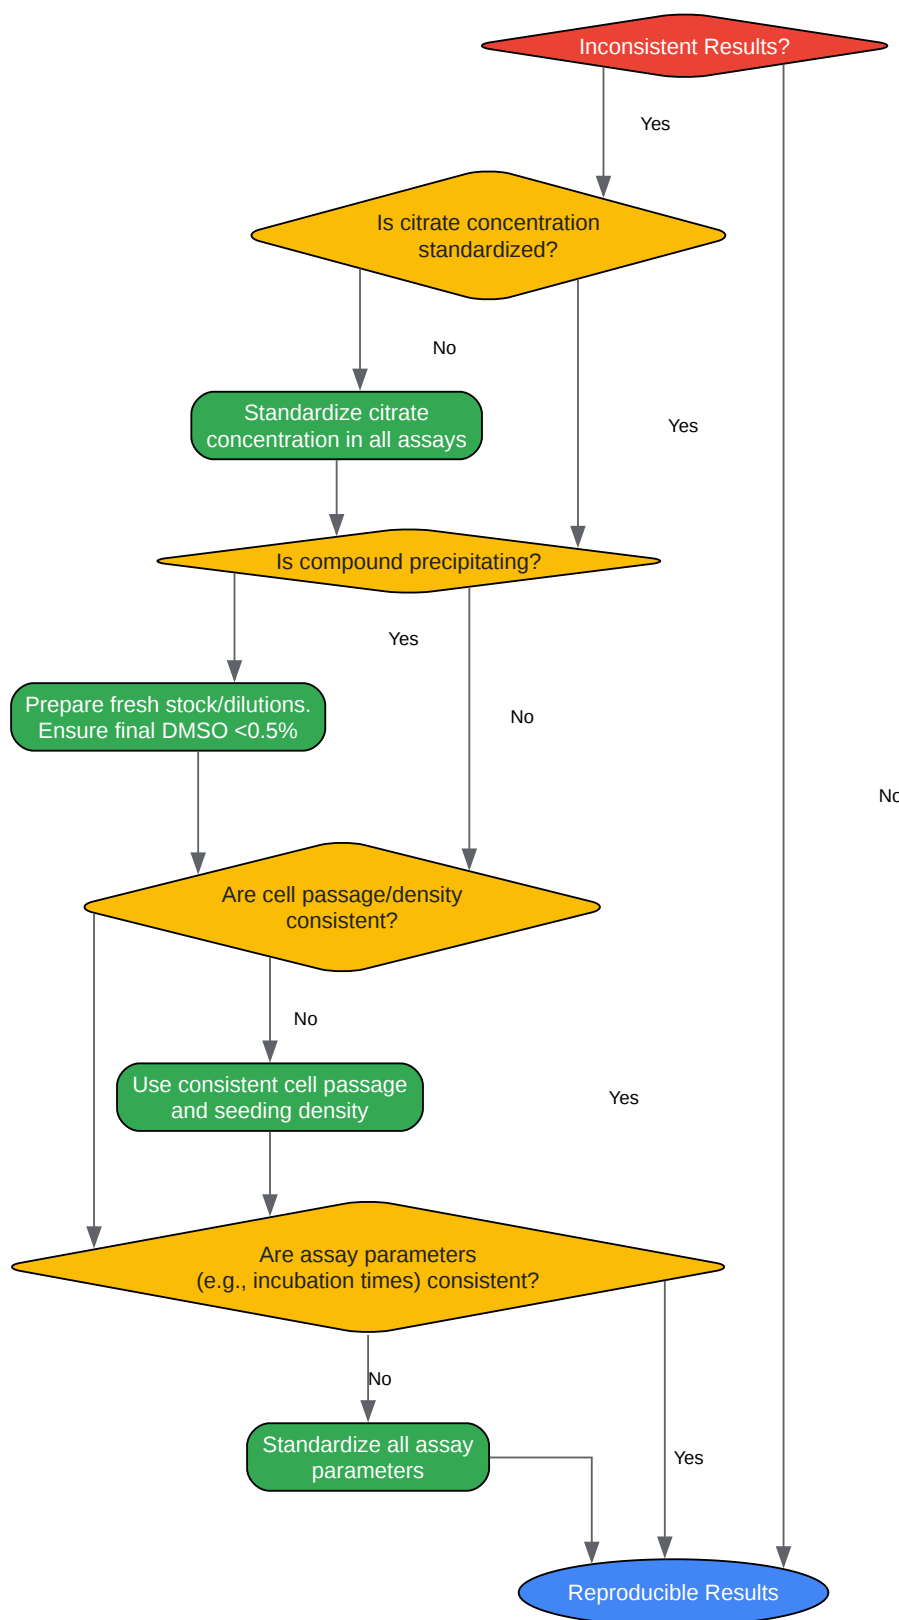 Inconsistent Results?
Yes
Is citrate concentration
standardized?
No
Standardize citrate
concentration in all assays
Yes
Is compound precipitating?
Yes
Prepare fresh stock/dilutions.
Ensure final DMSO <0.5%
No
No
Are cell passage/density
consistent?
No
Use consistent cell passage
and seeding density
Yes
Are assay parameters
(e.g., incubation times) consistent?
No
Standardize all assay
parameters
Yes
Reproducible Results